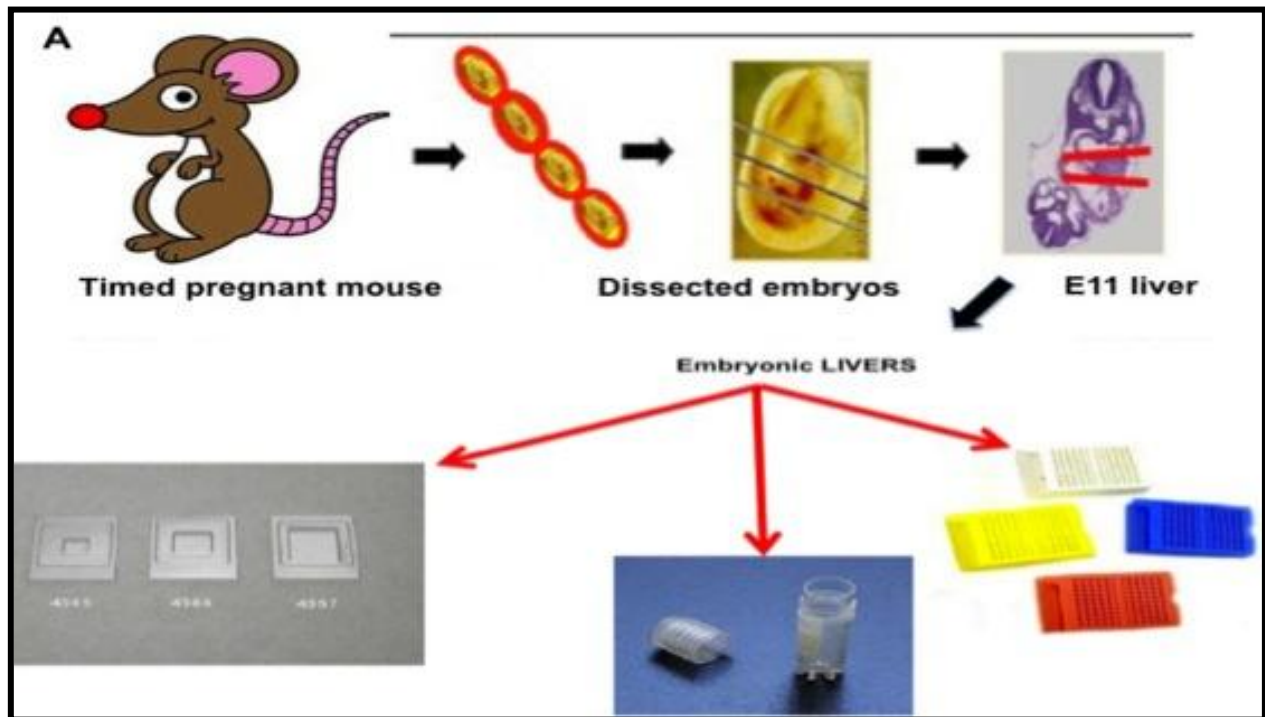 A
Timed pregnant mouse
Dissected embryos
E11 liver
Embryonic LIVERS